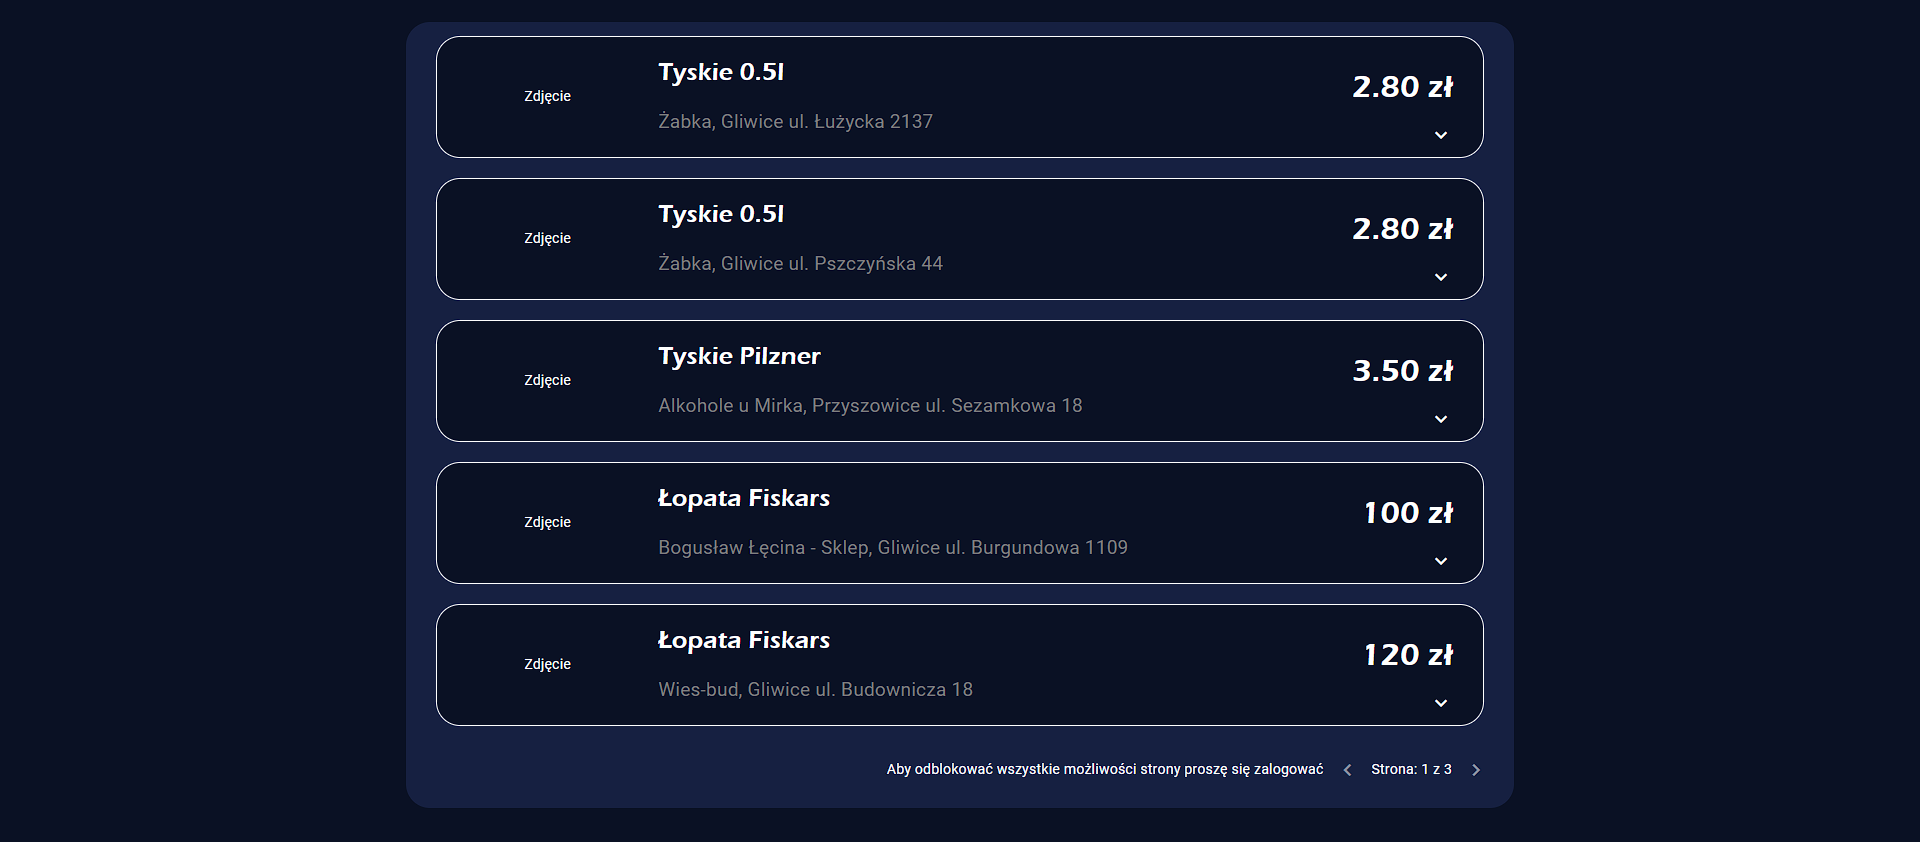 Tyskie 0.5l
Zdjęcie
2.80 zł
Żabka, Gliwice ul. Łużycka 2137
Tyskie 0.5l
Zdjęcie
2.80 zł
Żabka, Gliwice ul. Pszczyńska 44
Tyskie Pilzner
Zdjęcie
3.50 zł
Alkohole u Mirka, Przyszowice ul. Sezamkowa 18
Łopata Fiskars
Zdjęcie
100 zł
Bogusław Łęcina - Sklep, Gliwice ul. Burgundowa 1109
Łopata Fiskars
Zdjęcie
120 zł
Wies-bud, Gliwice ul. Budownicza 18
Aby odblokować wszystkie możliwości strony proszę się zalogować
Strona: 1 z 3